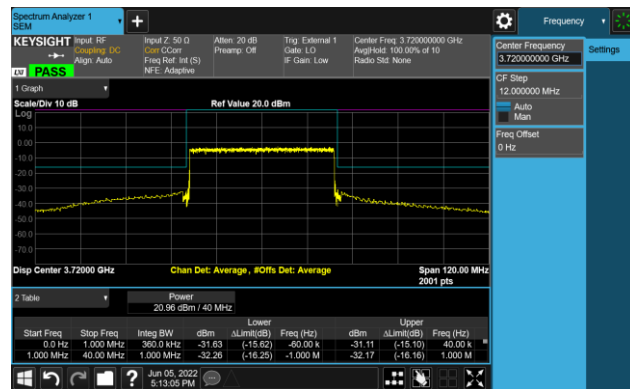 Spectrum Analyzer 1
SEM
Frequency
KEYSIGHT
Input: RF
Coupling: DC
Align: Auto
Input Z: 50 Ω
Corr CCorr
Freq Ref: Int (S)
NFE: Adaptive
Atten: 20 dB
Preamp: Off
Trig: External 1
Gate: LO
IF Gain: Low
Center Freq: 3.720000000 GHz
Avg|Hold: 100.00% of 10
Radio Std: None
LXI PASS
Center Frequency
3.720000000 GHz
Settings
CF Step
12.000000 MHz
Auto
Man
Freq Offset
0 Hz
1 Graph
Scale/Div 10 dB
Ref Value 20.0 dBm
Log
10.0
0.00
-10.0
-20.0
-30.0
-40.0
-50.0
-60.0
-70.0
Disp Center 3.72000 GHz
Chan Det: Average , #Offs Det: Average
Span 120.00 MHz
2001 pts
2 Table
Power
20.96 dBm / 40 MHz
Lower
Upper
Start Freq Stop Freq Integ BW dBm ΔLimit(dB) Freq (Hz) dBm ΔLimit(dB) Freq (Hz)
0.0 Hz 1.000 MHz 360.0 kHz -31.63 (-15.62) -60.00 k -31.11 (-15.10) 40.00 k
1.000 MHz 40.00 MHz 1.000 MHz -32.26 (-16.25) -1.000 M -32.17 (-16.16) 1.000 M
Jun 05, 2022
5:13:05 PM